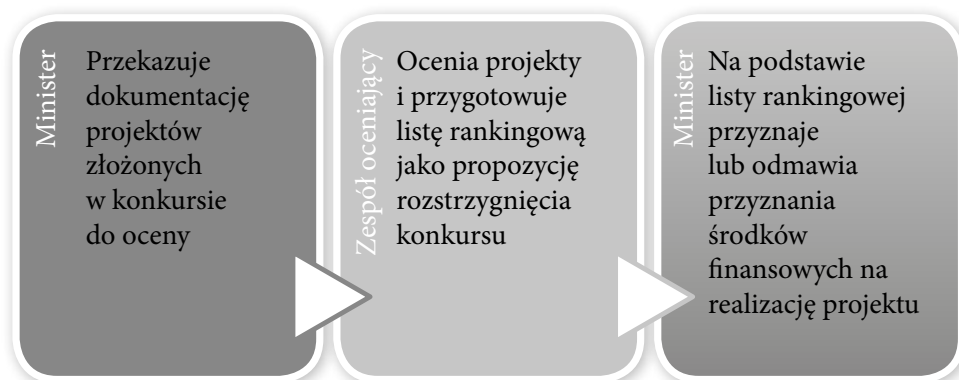 Minister
Przekazuje
dokumentację
projektów
złożonych
w konkursie
do oceny
Zespół oceniający
Ocenia projekty
i przygotowuje
listę rankingową
jako propozycję
rozstrzygnięcia
konkursu
Minister
Na podstawie
listy rankingowej
przyznaje
lub odmawia
przyznania
środków
finansowych na
realizację projektu